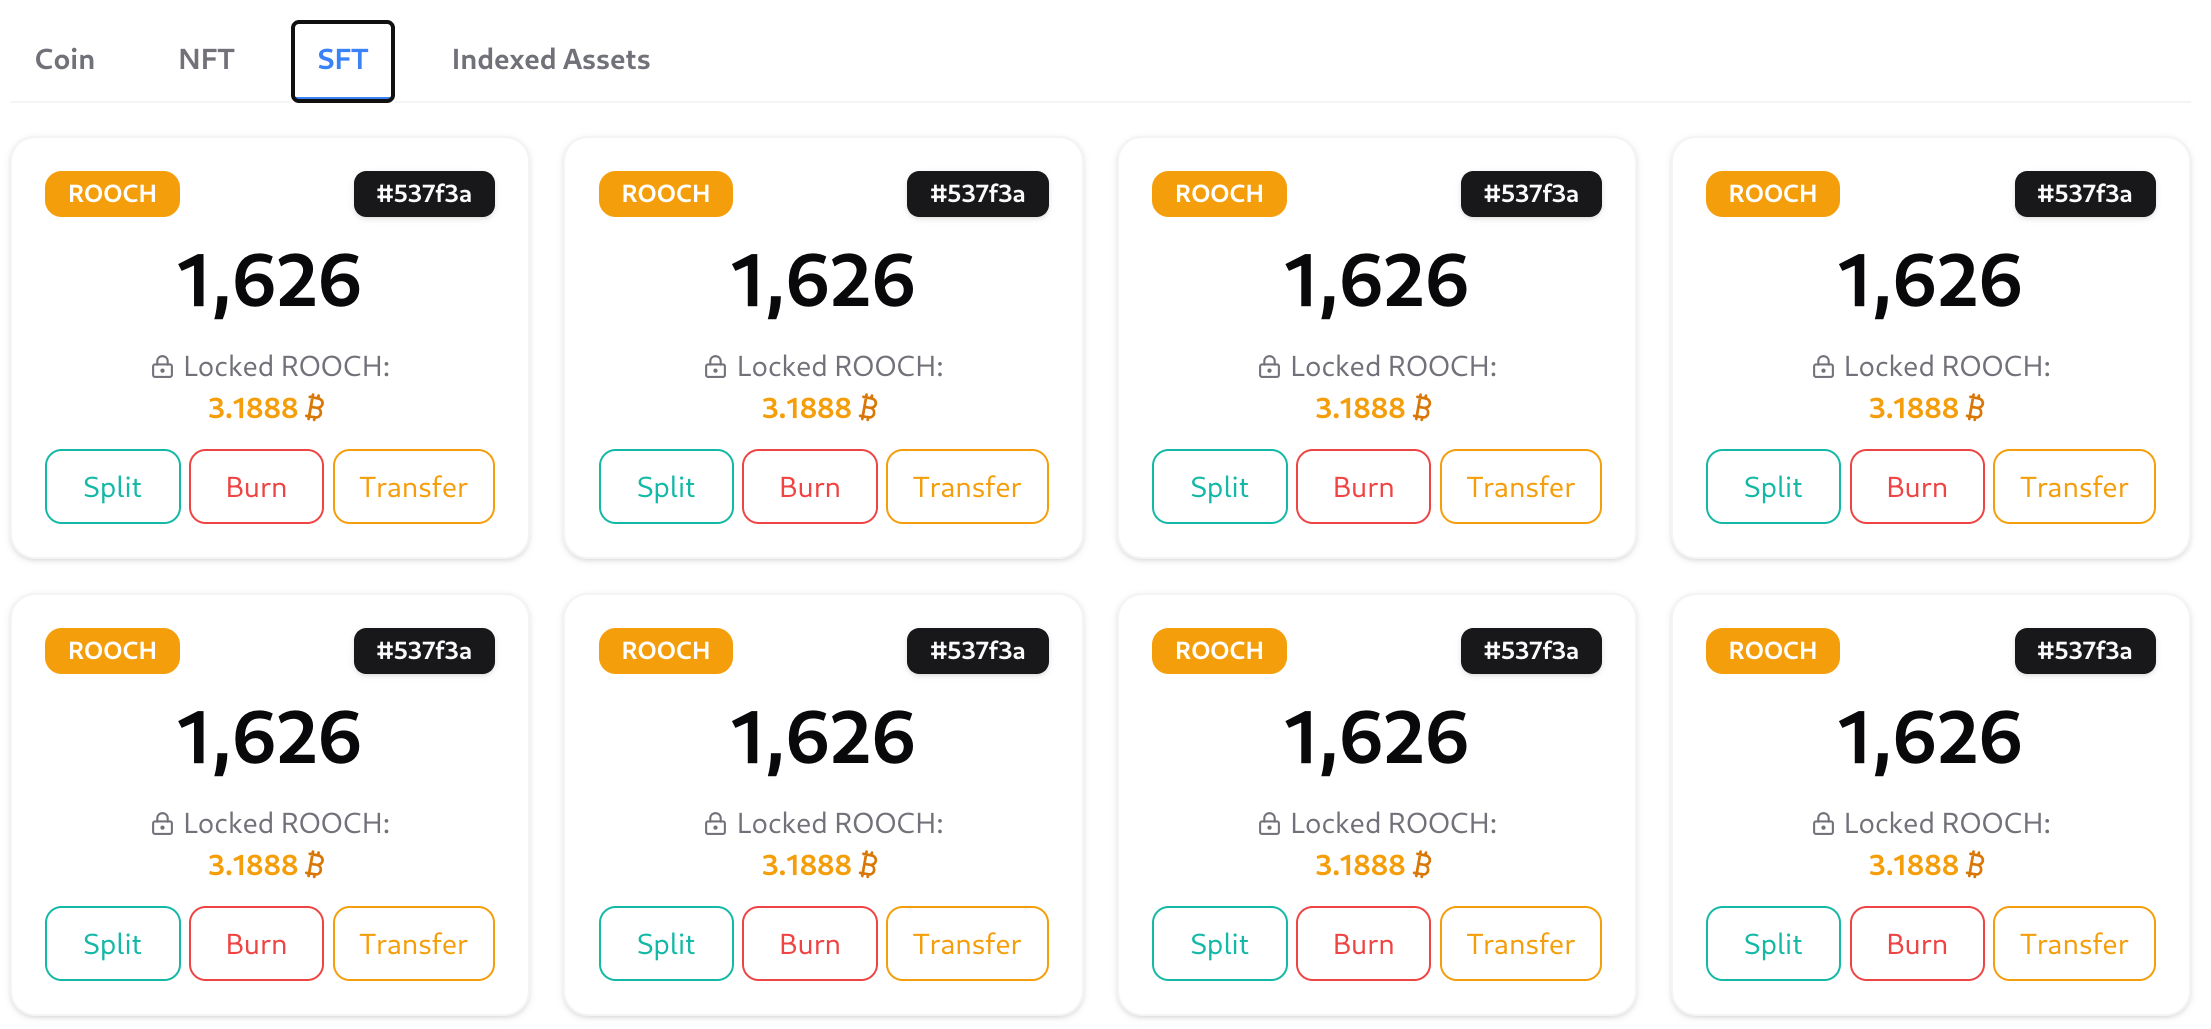 Coin NFT SFT Indexed Assets
ROOCH #537f3a ROOCH #537f3a ROOCH #537f3a ROOCH #537f3a
1,626 1,626 1,626 1,626
Locked ROOCH: Locked ROOCH: Locked ROOCH: Locked ROOCH:
3.1888 ₿ 3.1888 ₿ 3.1888 ₿ 3.1888 ₿
Split Burn Transfer Split Burn Transfer Split Burn Transfer Split Burn Transfer
ROOCH #537f3a ROOCH #537f3a ROOCH #537f3a ROOCH #537f3a
1,626 1,626 1,626 1,626
Locked ROOCH: Locked ROOCH: Locked ROOCH: Locked ROOCH:
3.1888 ₿ 3.1888 ₿ 3.1888 ₿ 3.1888 ₿
Split Burn Transfer Split Burn Transfer Split Burn Transfer Split Burn Transfer